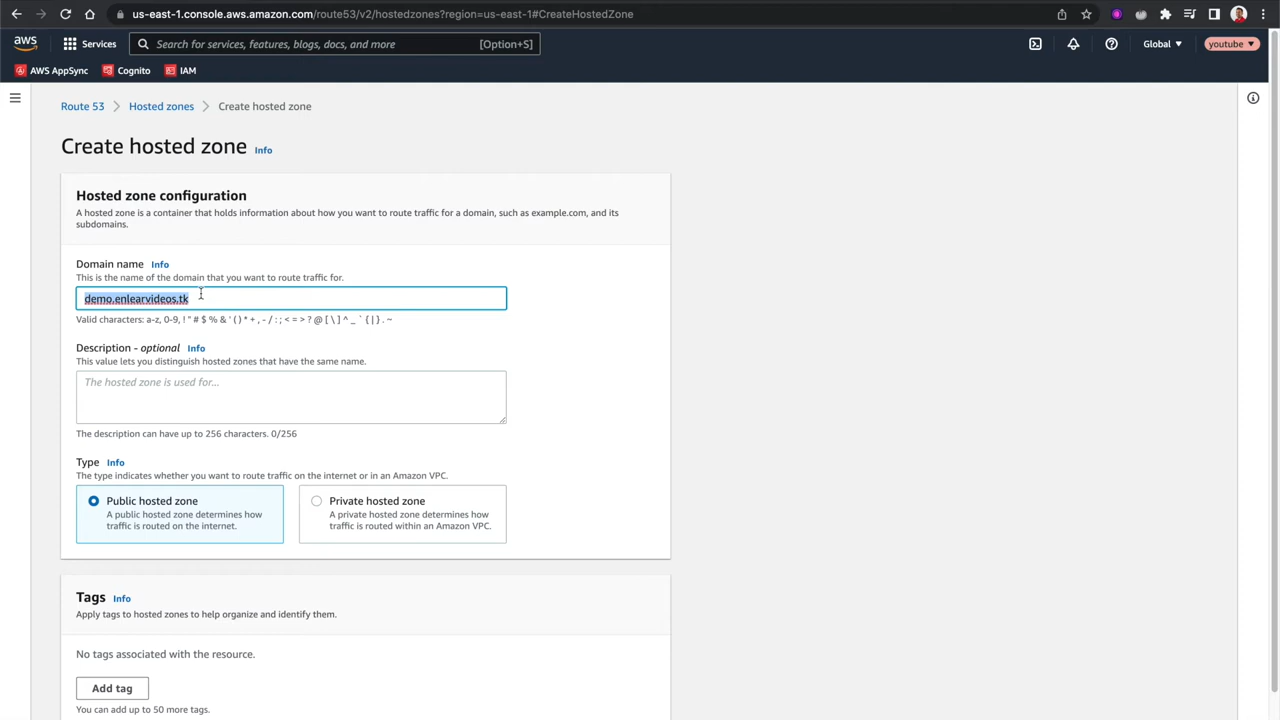 us-east-1.console.aws.amazon.com/route53/v2/hostedzones?region=us-east-1#CreateHostedZone
aws Services Search for services, features, blogs, docs, and more [Option+S] Global youtube
AWS AppSync Cognito IAM
Route 53 > Hosted zones > Create hosted zone
Create hosted zone Info
Hosted zone configuration
A hosted zone is a container that holds information about how you want to route traffic for a domain, such as example.com, and its
subdomains.
Domain name Info
This is the name of the domain that you want to route traffic for.
demo.enlearvideos.tk
Valid characters: a-z, 0-9, ! " # $ % & ' ( ) * + , - / : ; < = > ? @ [ \ ] ^ _ ` { | } . ~
Description - optional Info
This value lets you distinguish hosted zones that have the same name.
The hosted zone is used for...
The description can have up to 256 characters. 0/256
Type Info
The type indicates whether you want to route traffic on the internet or in an Amazon VPC.
Public hosted zone
A public hosted zone determines how
traffic is routed on the internet.
Private hosted zone
A private hosted zone determines how
traffic is routed within an Amazon VPC.
Tags Info
Apply tags to hosted zones to help organize and identify them.
No tags associated with the resource.
Add tag
You can add up to 50 more tags.